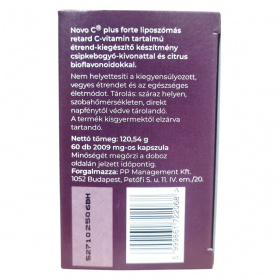 Novo C® plus forte liposzómás
retard C-vitamin tartalmú
étrend-kiegészítő készítmény
csipkebogyó-kivonattal és citrus
bioflavonoidokkal.
Nem helyettesíti a kiegyensúlyozott,
vegyes étrendet és az egészséges
életmódot. Tárolás: száraz helyen,
szobahőmérsékleten, direkt
napfénytől védve tárolandó.
A termék kisgyermektől elzárva
tartandó.
Nettó tömeg: 120,54 g
60 db 2009 mg-os kapszula
Minőségét megőrzi a doboz
oldalán jelzett időpontig.
Forgalmazza: PP Management Kft.
1052 Budapest, Petőfi S. u. 11. IV. em./20.